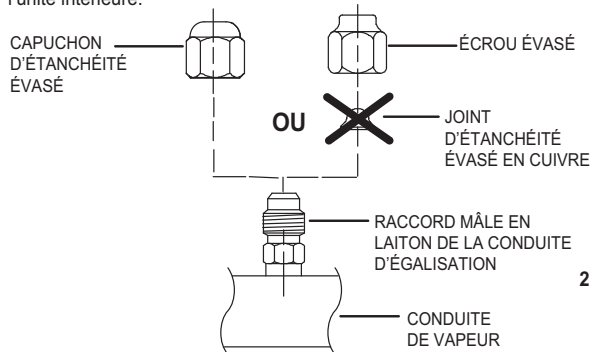 l'unité intérieure.
CAPUCHON
D'ÉTANCHÉITÉ
ÉVASÉ
ÉCROU ÉVASÉ
OU
JOINT
D'ÉTANCHÉITÉ
ÉVASÉ EN CUIVRE
RACCORD MÂLE EN
LAITON DE LA CONDUITE
D'ÉGALISATION
2
CONDUITE
DE VAPEUR